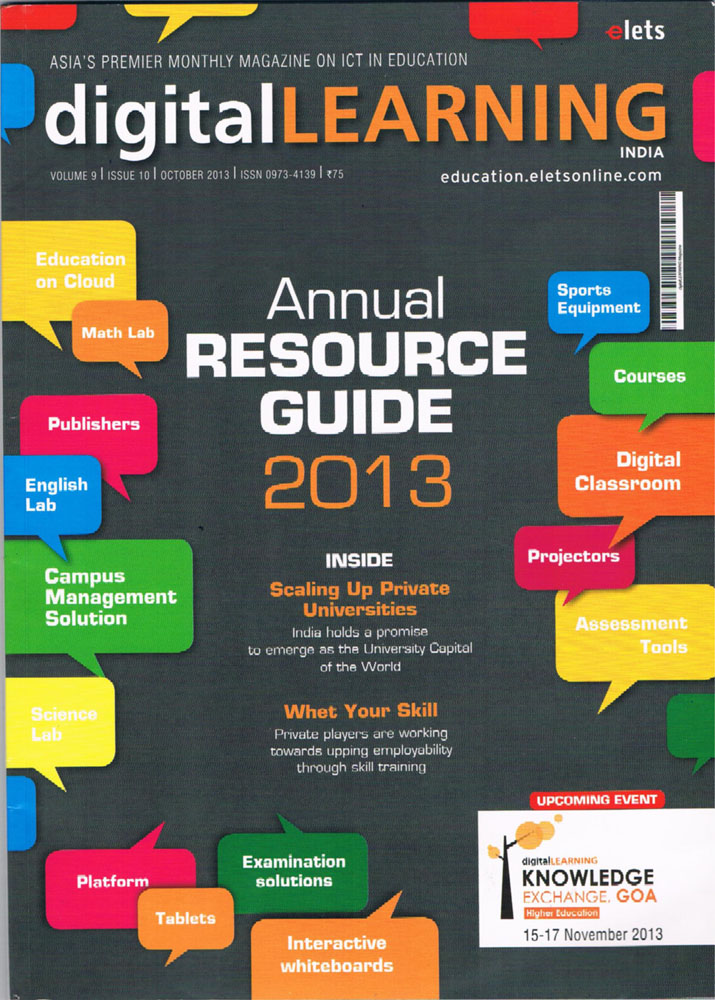 elets
ASIA'S PREMIER MONTHLY MAGAZINE ON ICT IN EDUCATION
digitalLEARNING
INDIA
VOLUME 9 | ISSUE 10 | OCTOBER 2013 | ISSN 0973-4139 | ₹75
education.eletsonline.com
Education
on Cloud
Math Lab
Publishers
English
Lab
Campus
Management
Solution
Science
Lab
Annual
RESOURCE
GUIDE
2013
INSIDE
Scaling Up Private
Universities
India holds a promise
to emerge as the University Capital
of the World
Whet Your Skill
Private players are working
towards upping employability
through skill training
Sports
Equipment
Courses
Digital
Classroom
Projectors
Assessment
Tools
Platform
Tablets
Examination
solutions
Interactive
whiteboards
UPCOMING EVENT
digitalLEARNING
KNOWLEDGE
EXCHANGE, GOA
Higher Education
15-17 November 2013